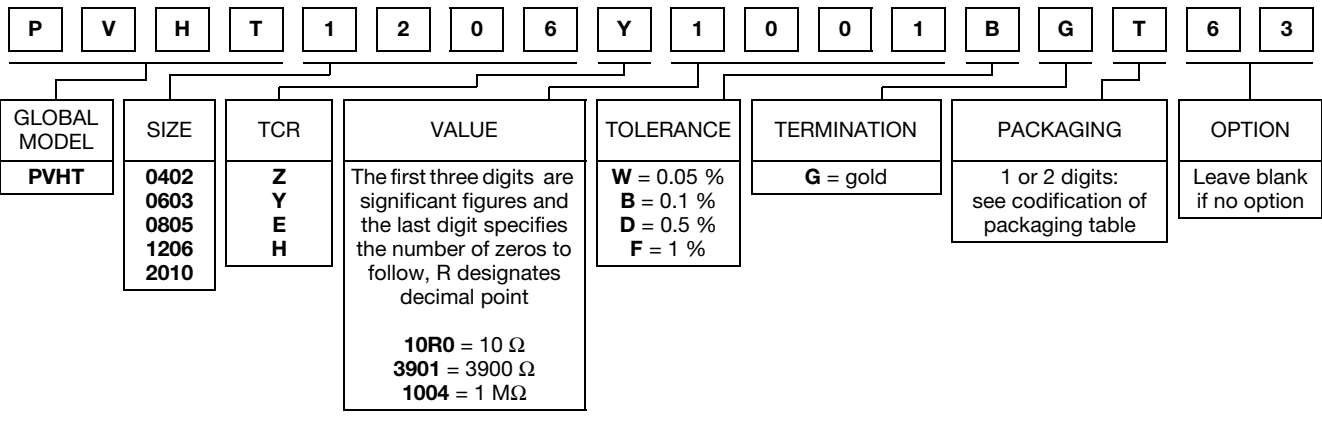 P V H T 1 2 0 6 Y 1 0 0 1 B G T 6 3
GLOBAL
MODEL
PVHT
SIZE
0402
0603
0805
1206
2010
TCR
Z
Y
E
H
VALUE
The first three digits are
significant figures and
the last digit specifies
the number of zeros to
follow, R designates
decimal point
10R0 = 10 Ω
3901 = 3900 Ω
1004 = 1 MΩ
TOLERANCE
W = 0.05 %
B = 0.1 %
D = 0.5 %
F = 1 %
TERMINATION
G = gold
PACKAGING
1 or 2 digits:
see codification of
packaging table
OPTION
Leave blank
if no option